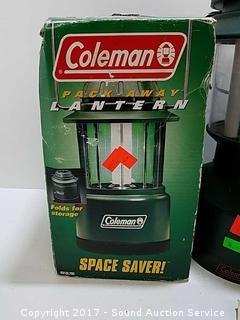 Coleman
PACK-AWAY
LANTERN
Folds for
storage
Coleman
SPACE SAVER!
Copyright 2017 - Sound Auction Service